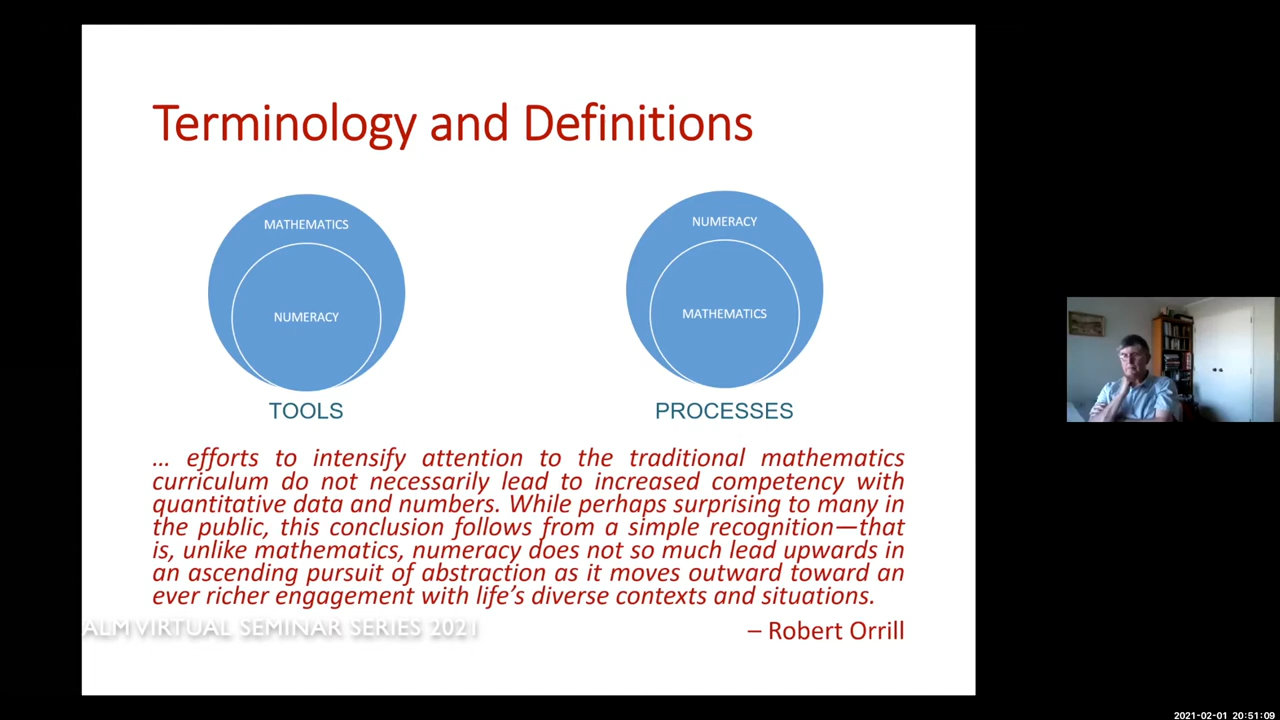 Terminology and Definitions
MATHEMATICS
NUMERACY
TOOLS
NUMERACY
MATHEMATICS
PROCESSES
… efforts to intensify attention to the traditional mathematics
curriculum do not necessarily lead to increased competency with
quantitative data and numbers. While perhaps surprising to many in
the public, this conclusion follows from a simple recognition—that
is, unlike mathematics, numeracy does not so much lead upwards in
an ascending pursuit of abstraction as it moves outward toward an
ever richer engagement with life’s diverse contexts and situations.
ALM VIRTUAL SEMINAR SERIES 2021
– Robert Orrill
2021-02-01 20:51:09